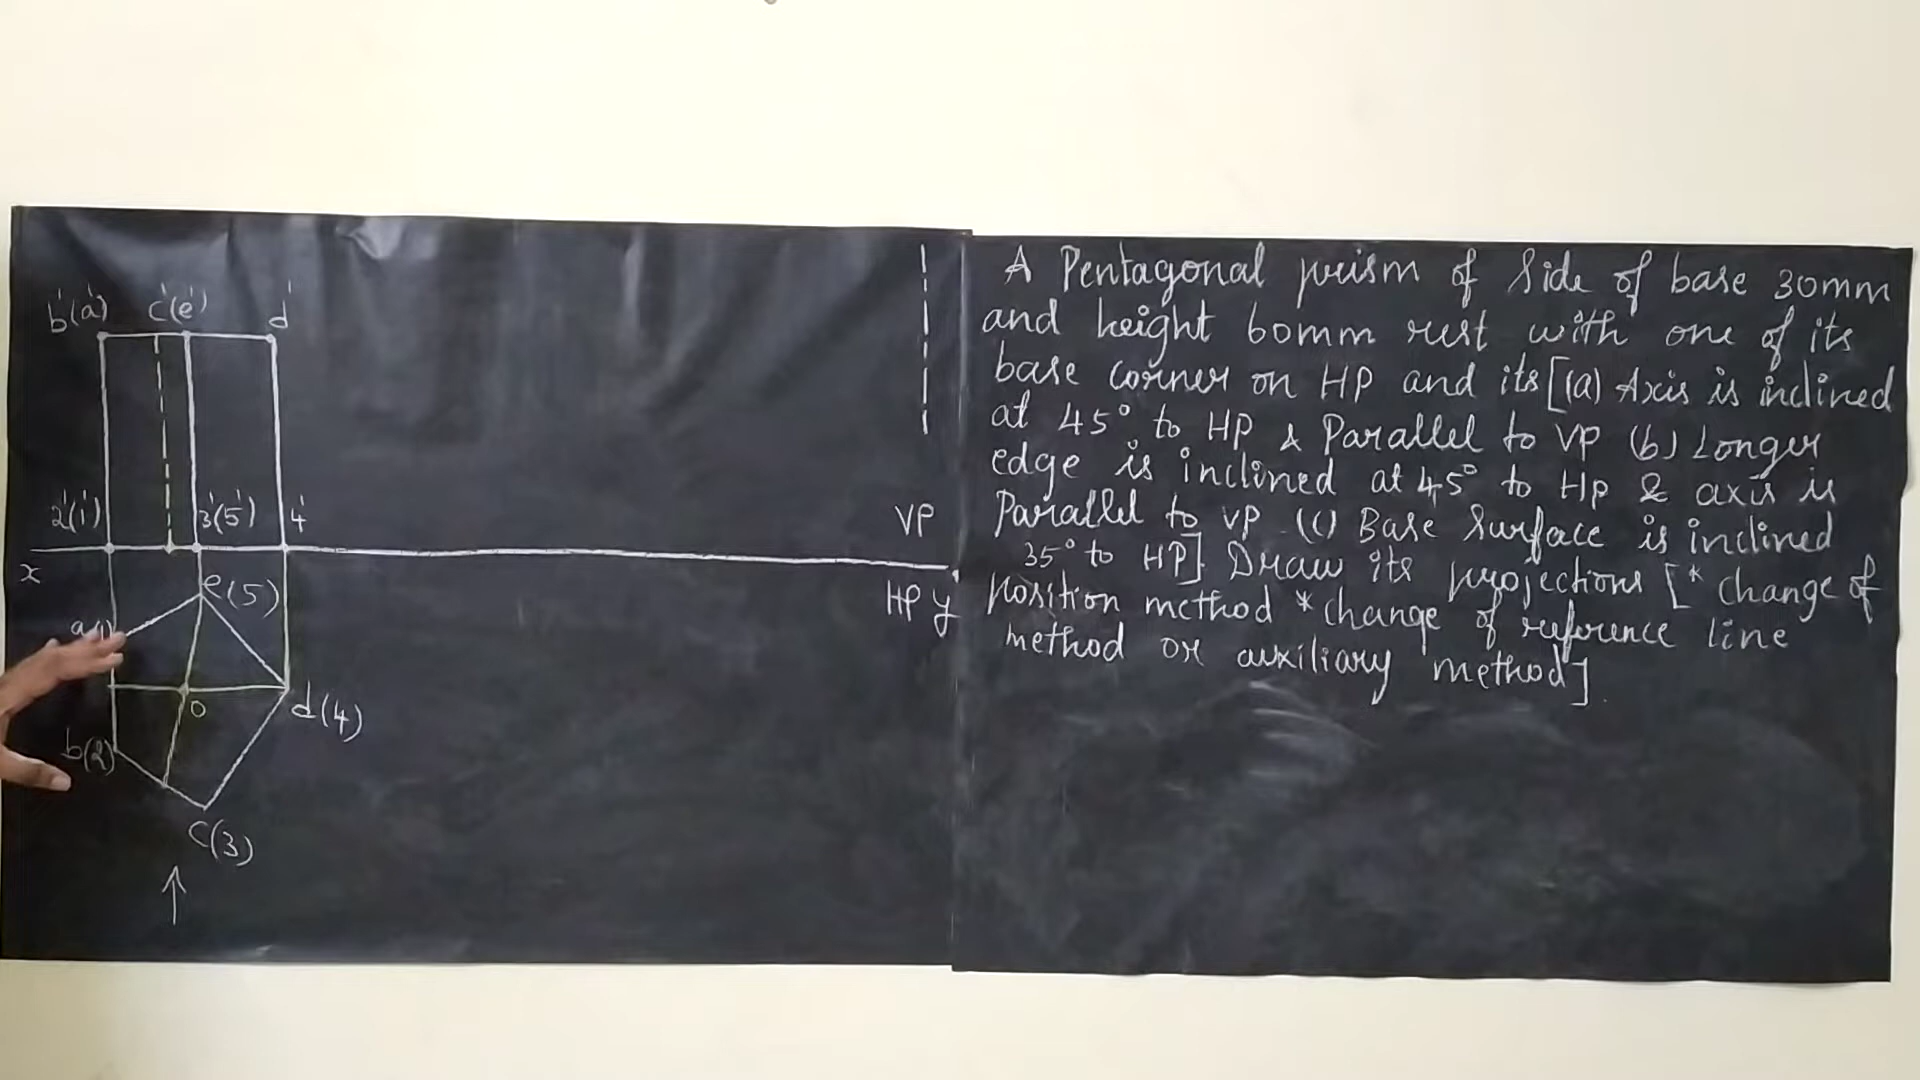 b'(a') c'(e') d'
2'(1') 3'(5') 4'
VP
x
HP y
e(5)
a(1)
o
d(4)
b(2)
c(3)
A Pentagonal prism of Side of base 30mm
and height 60mm rest with one of its
base corner on HP and its [(a) Axis is inclined
at 45° to HP & Parallel to VP (b) Longer
edge is inclined at 45° to Hp & axis is
Parallel to VP (c) Base Surface is inclined
35° to HP]. Draw its projections [* change of
position method * change of reference line
method or auxiliary method].